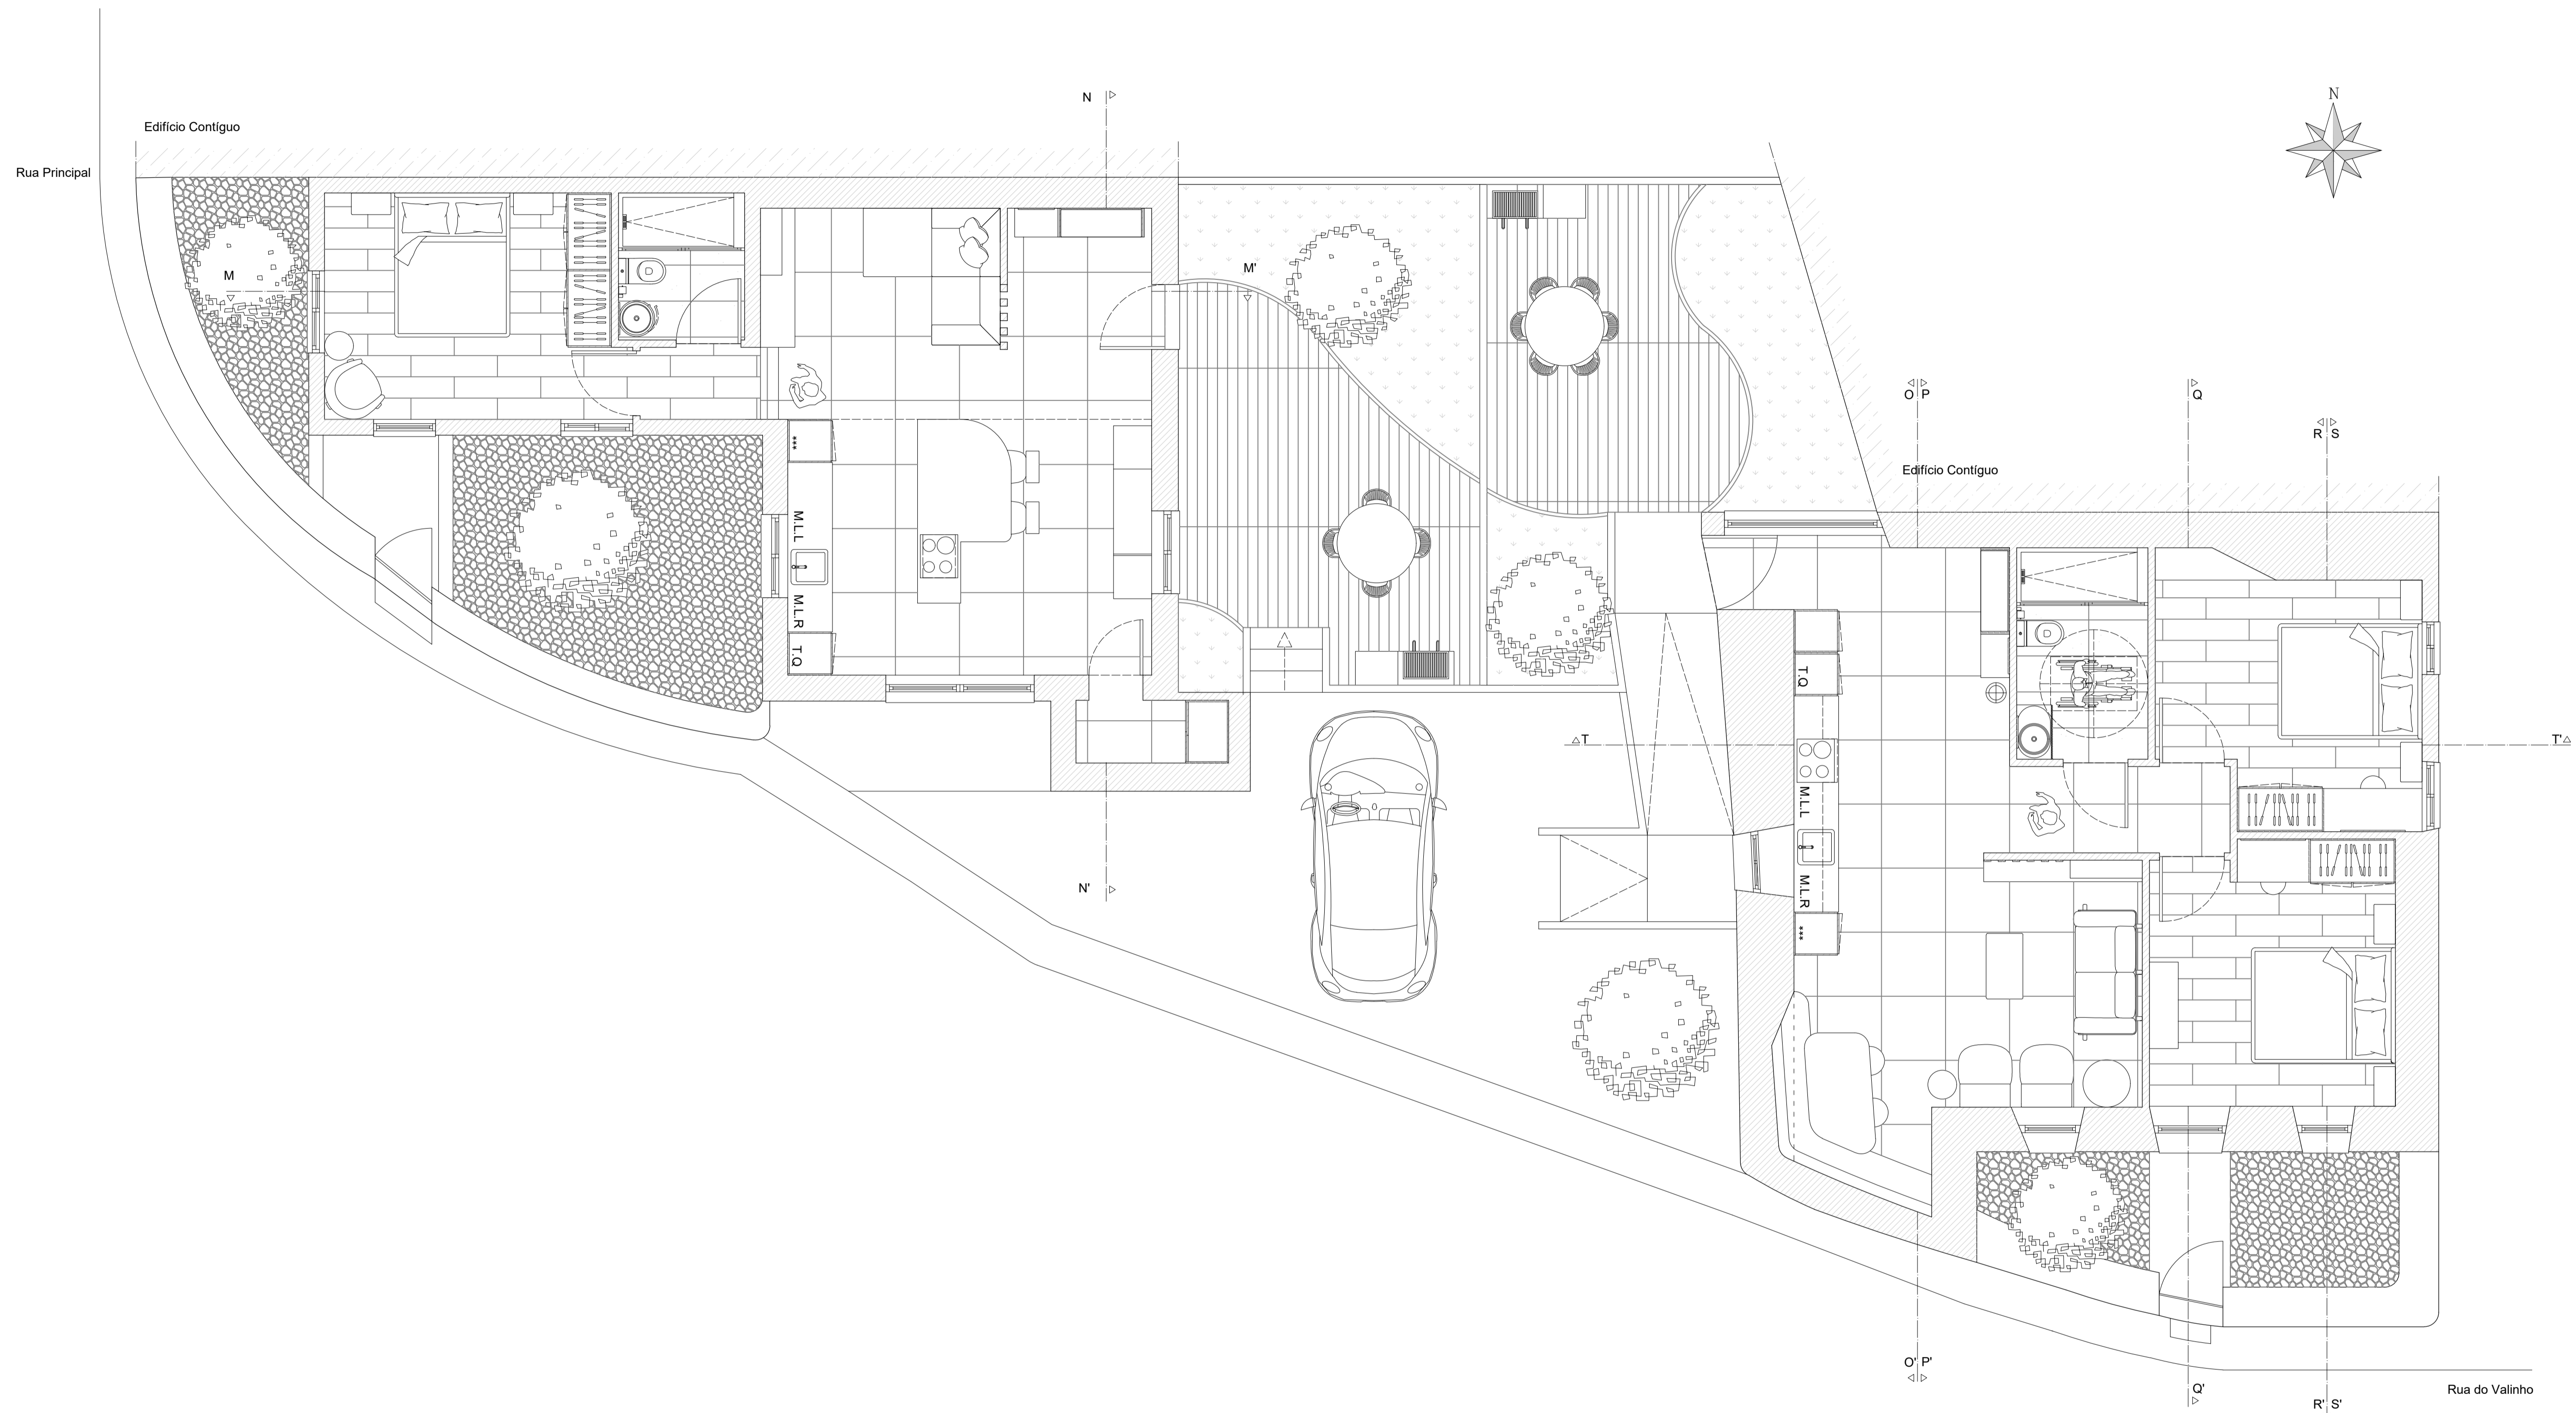 N
N
Edifício Contíguo
Rua Principal
M
M'
O P
Q
R S
Edifício Contíguo
***
M.L.L
M.L.R
T.Q
T.Q
T
T'
M.L.L
M.L.R
***
N'
O' P'
Q'
R' S'
Rua do Valinho